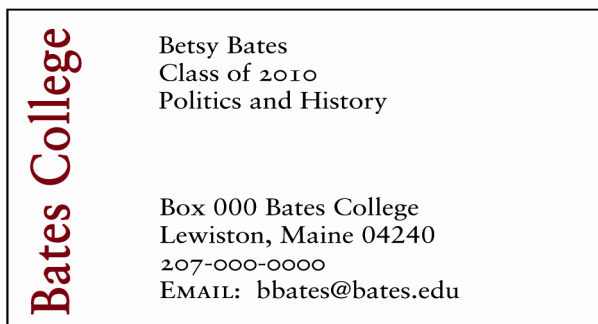 Bates College
Betsy Bates
Class of 2010
Politics and History
Box 000 Bates College
Lewiston, Maine 04240
207-000-0000
EMAIL: bbates@bates.edu